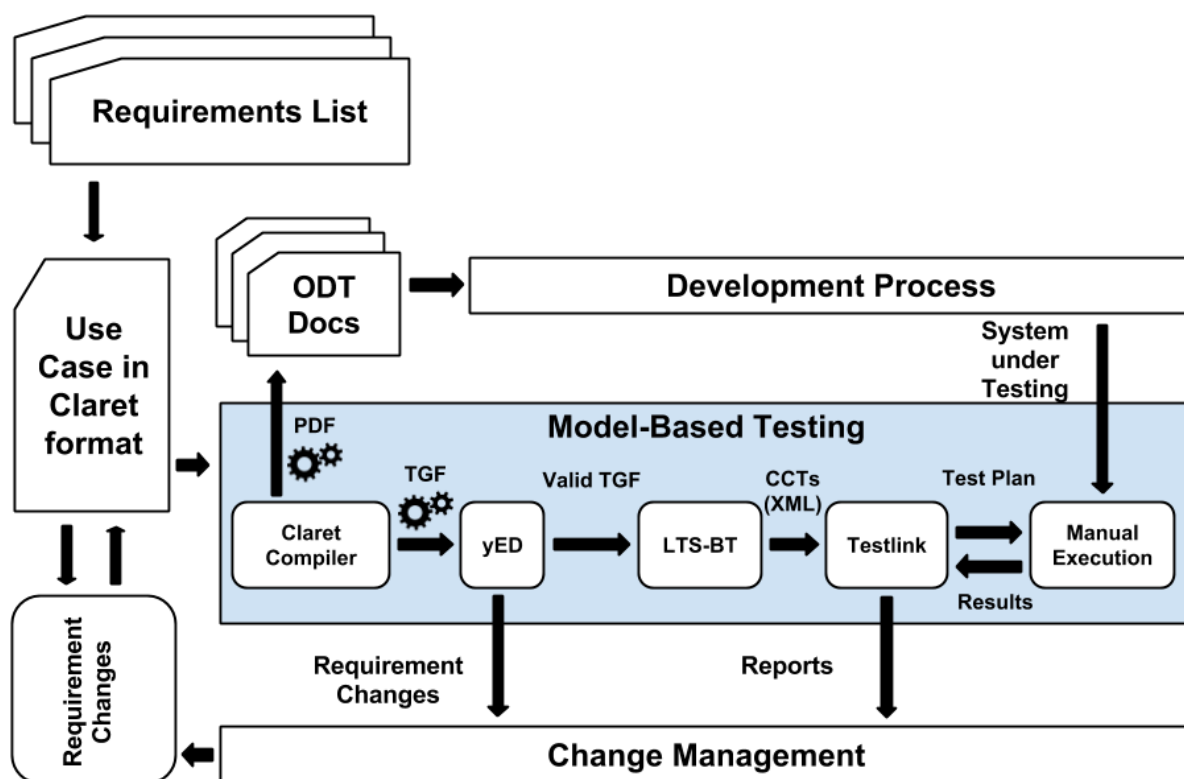 Requirements List
ODT
Docs
Development Process
Use
Case in
Claret
format
System
under
Testing
Model-Based Testing
PDF
TGF
Valid TGF
CCTs
(XML)
Test Plan
Claret
Compiler
yED
LTS-BT
Testlink
Manual
Execution
Results
Requirement
Changes
Requirement
Changes
Reports
Change Management